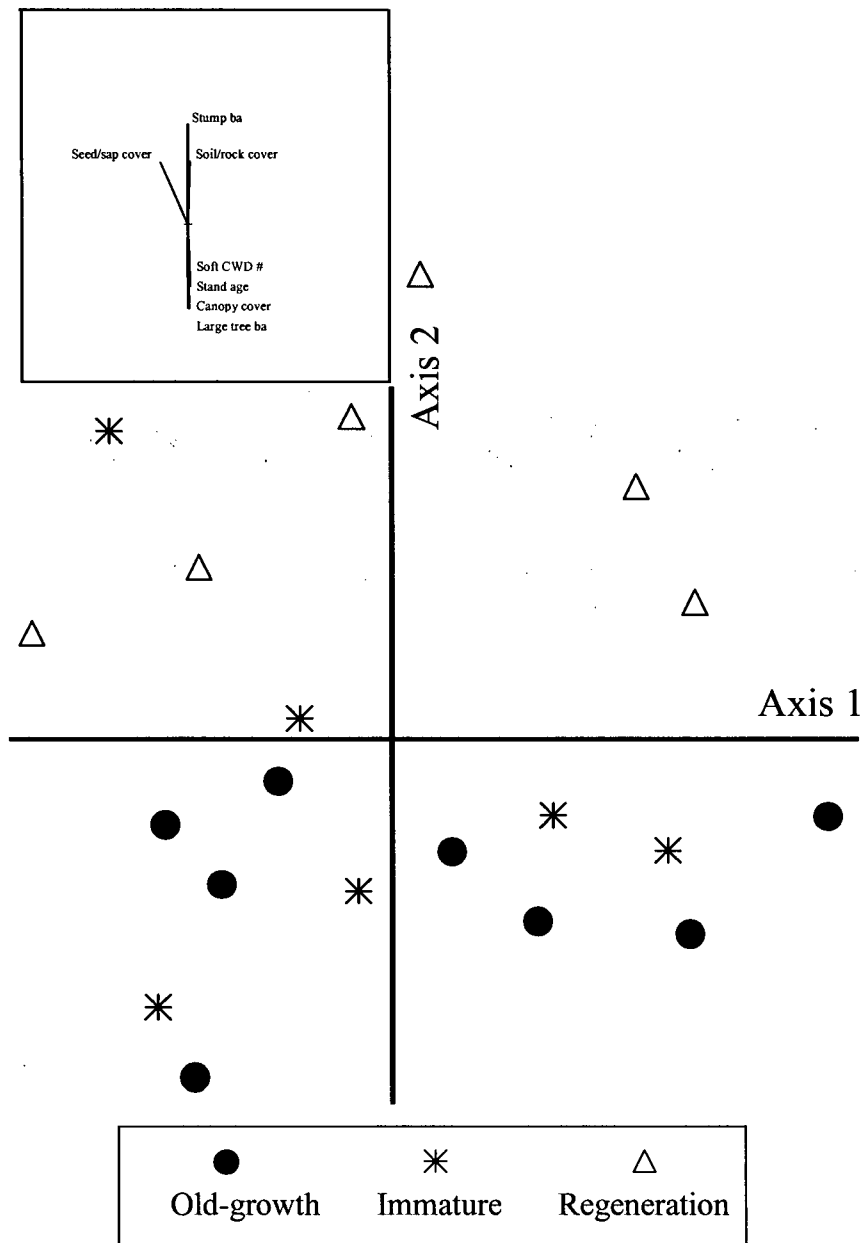 Stump ba
Seed/sap cover
Soil/rock cover
Soft CWD #
Stand age
Canopy cover
Large tree ba
Axis 2
Axis 1
Old-growth
Immature
Regeneration